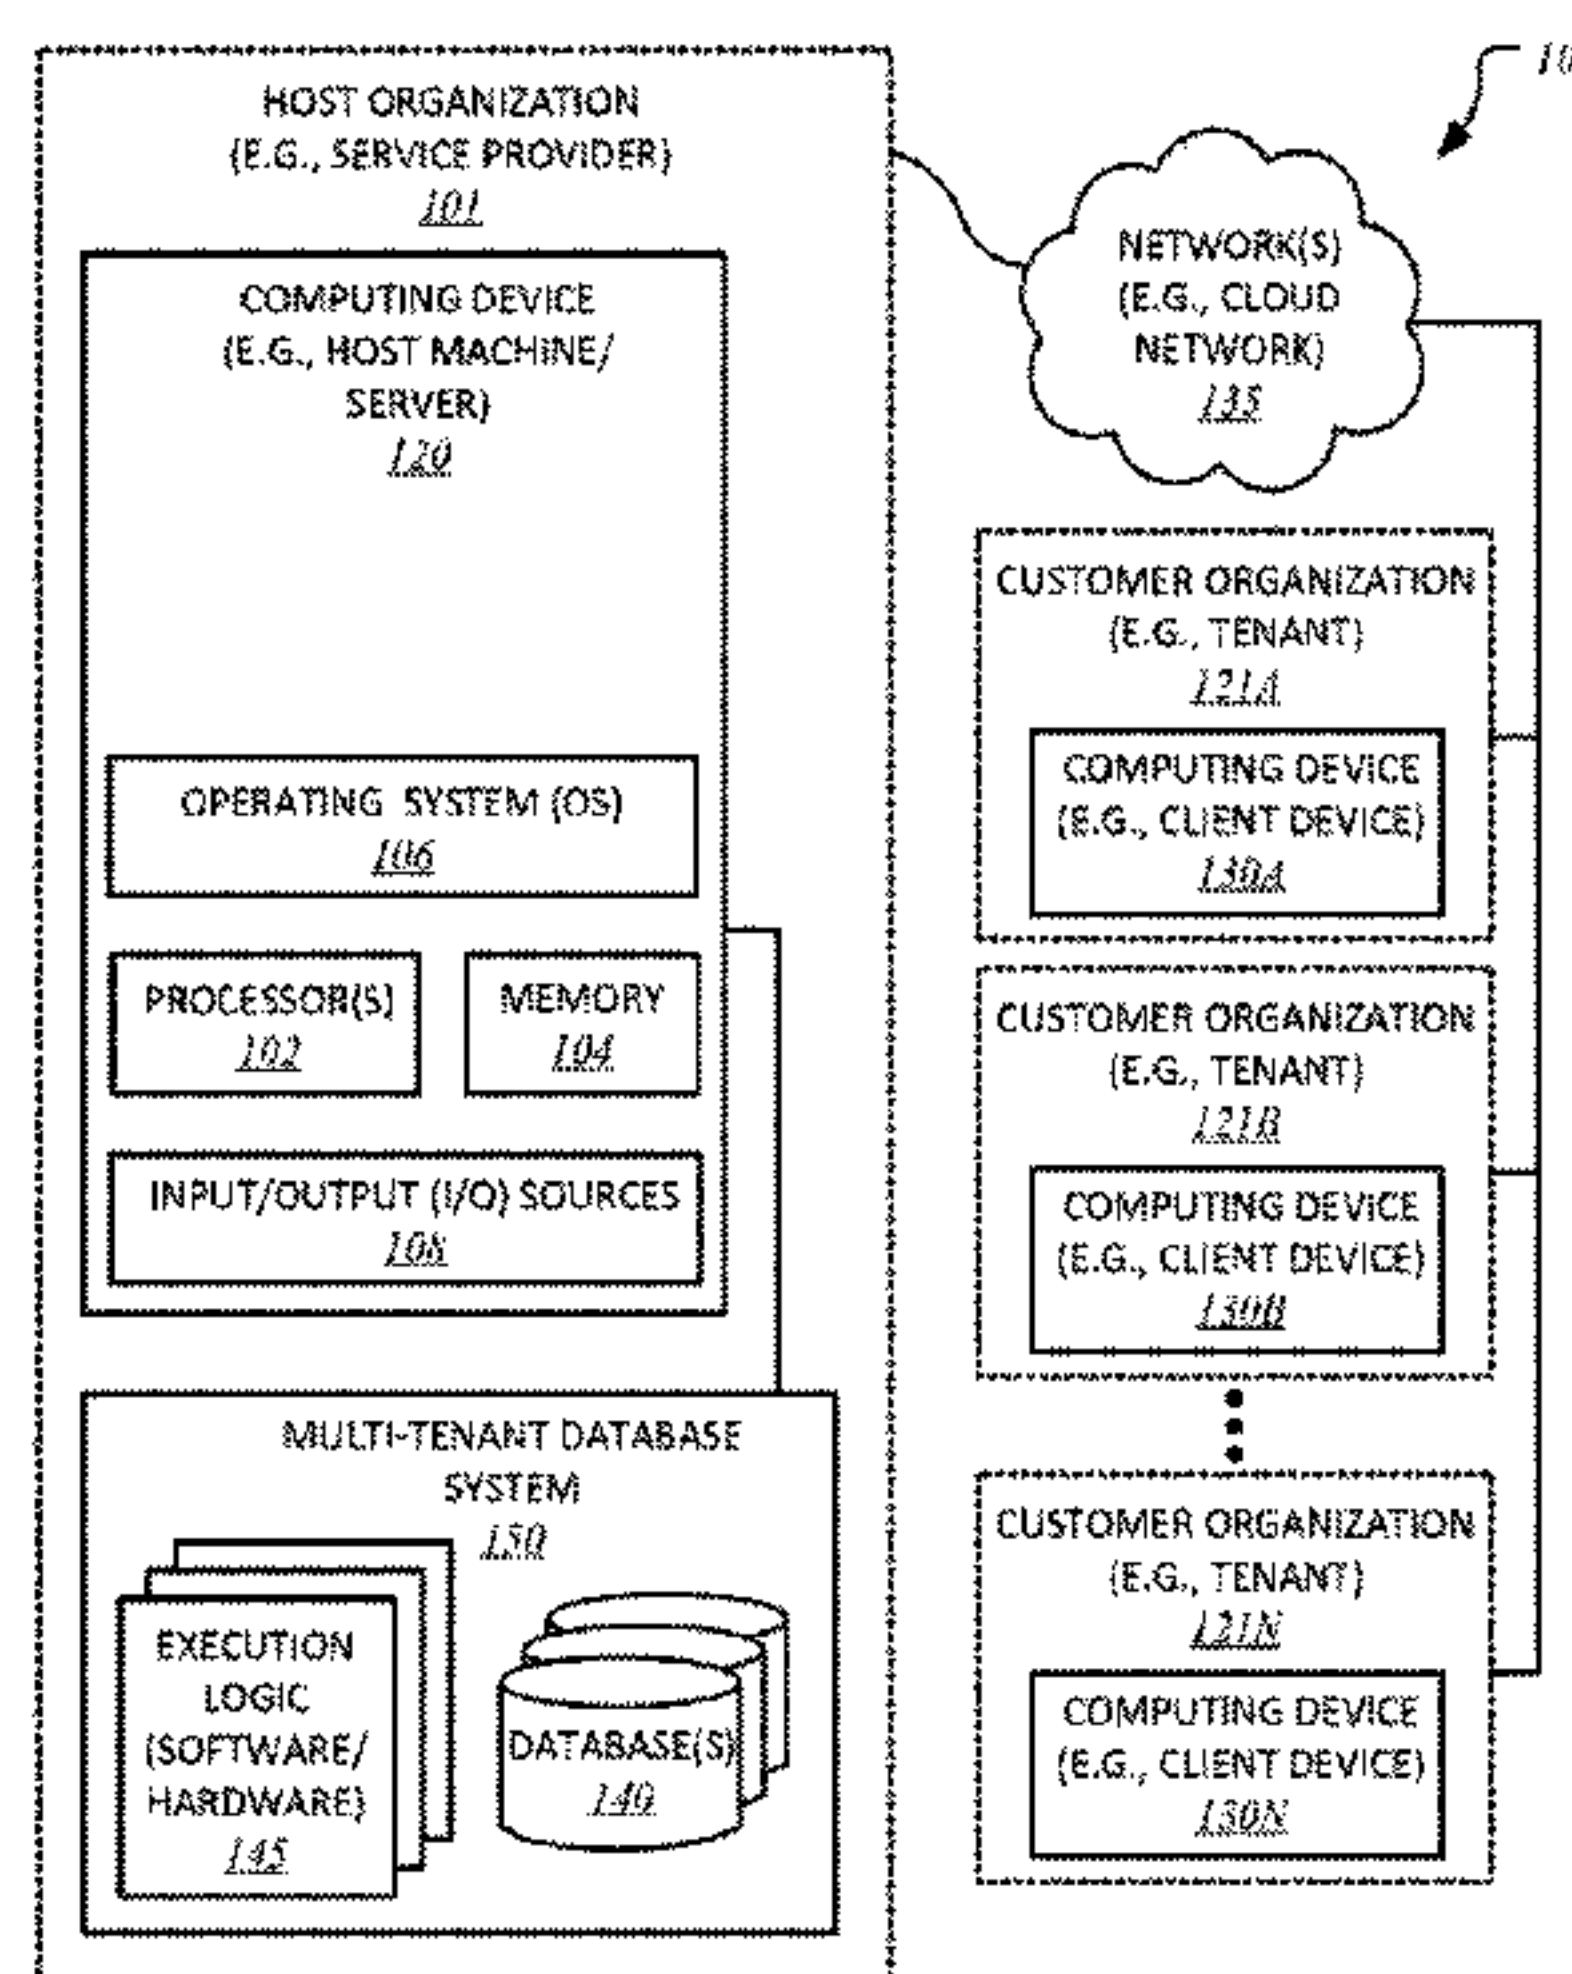 HOST ORGANIZATION
(E.G., SERVICE PROVIDER)
101
COMPUTING DEVICE
(E.G., HOST MACHINE/
SERVER)
120
OPERATING SYSTEM (OS)
106
PROCESSOR(S)
102
MEMORY
104
INPUT/OUTPUT (I/O) SOURCES
108
MULTI-TENANT DATABASE
SYSTEM
150
EXECUTION
LOGIC
(SOFTWARE/
HARDWARE)
145
DATABASE(S)
140
NETWORK(S)
(E.G., CLOUD
NETWORK)
135
CUSTOMER ORGANIZATION
(E.G., TENANT)
121A
COMPUTING DEVICE
(E.G., CLIENT DEVICE)
130A
CUSTOMER ORGANIZATION
(E.G., TENANT)
121B
COMPUTING DEVICE
(E.G., CLIENT DEVICE)
130B
CUSTOMER ORGANIZATION
(E.G., TENANT)
121N
COMPUTING DEVICE
(E.G., CLIENT DEVICE)
130N